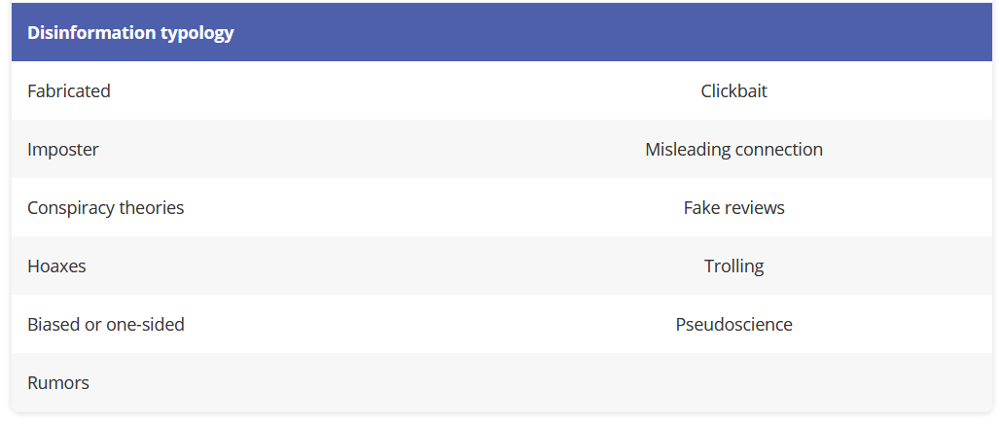 Disinformation typology
Fabricated Clickbait
Imposter Misleading connection
Conspiracy theories Fake reviews
Hoaxes Trolling
Biased or one-sided Pseudoscience
Rumors